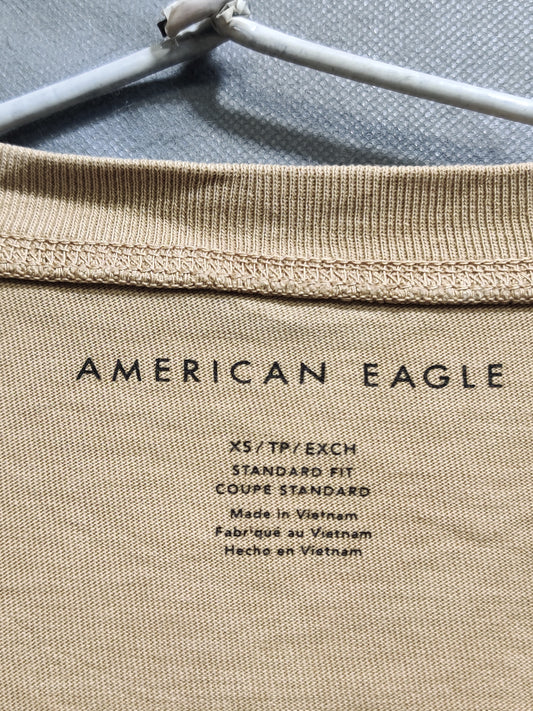 AMERICAN EAGLE
XS/TP/EXCH
STANDARD FIT
COUPE STANDARD
Made in Vietnam
Fabriqué au Vietnam
Hecho en Vietnam